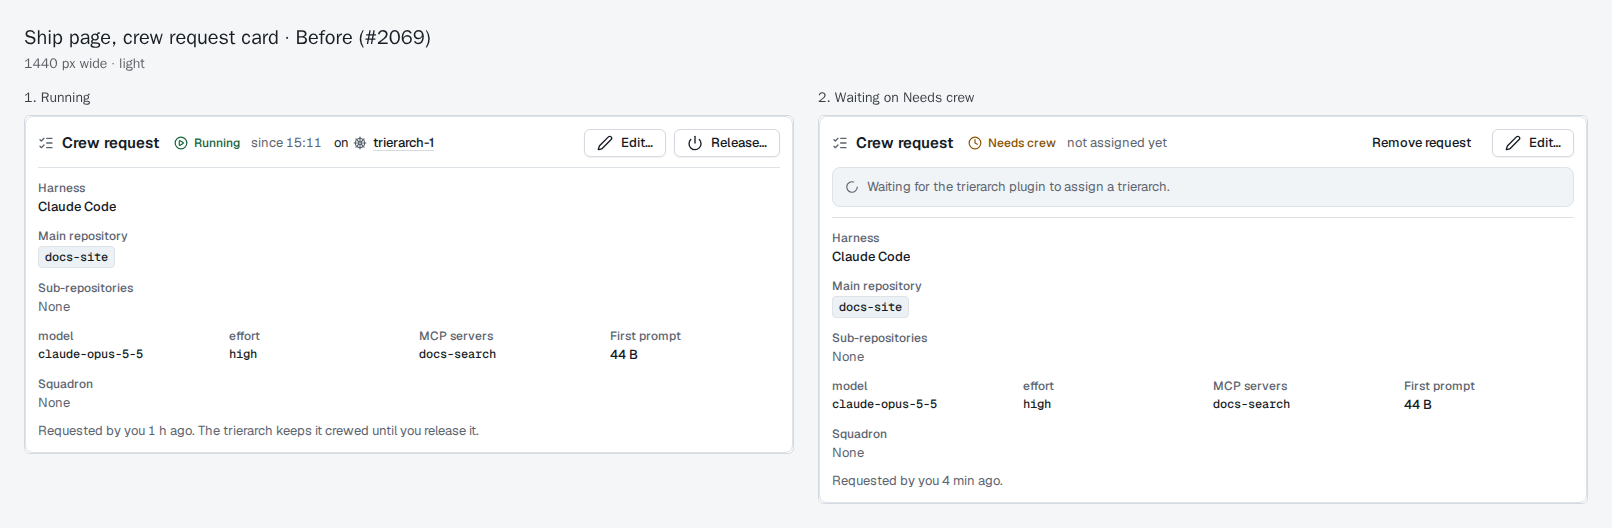 Ship page, crew request card · Before (#2069)
1440 px wide · light
1. Running
Crew request Running since 15:11 on trierarch-1 Edit... Release...
Harness
Claude Code
Main repository
docs-site
Sub-repositories
None
model effort MCP servers First prompt
claude-opus-5-5 high docs-search 44 B
Squadron
None
Requested by you 1 h ago. The trierarch keeps it crewed until you release it.
2. Waiting on Needs crew
Crew request Needs crew not assigned yet Remove request Edit...
Waiting for the trierarch plugin to assign a trierarch.
Harness
Claude Code
Main repository
docs-site
Sub-repositories
None
model effort MCP servers First prompt
claude-opus-5-5 high docs-search 44 B
Squadron
None
Requested by you 4 min ago.